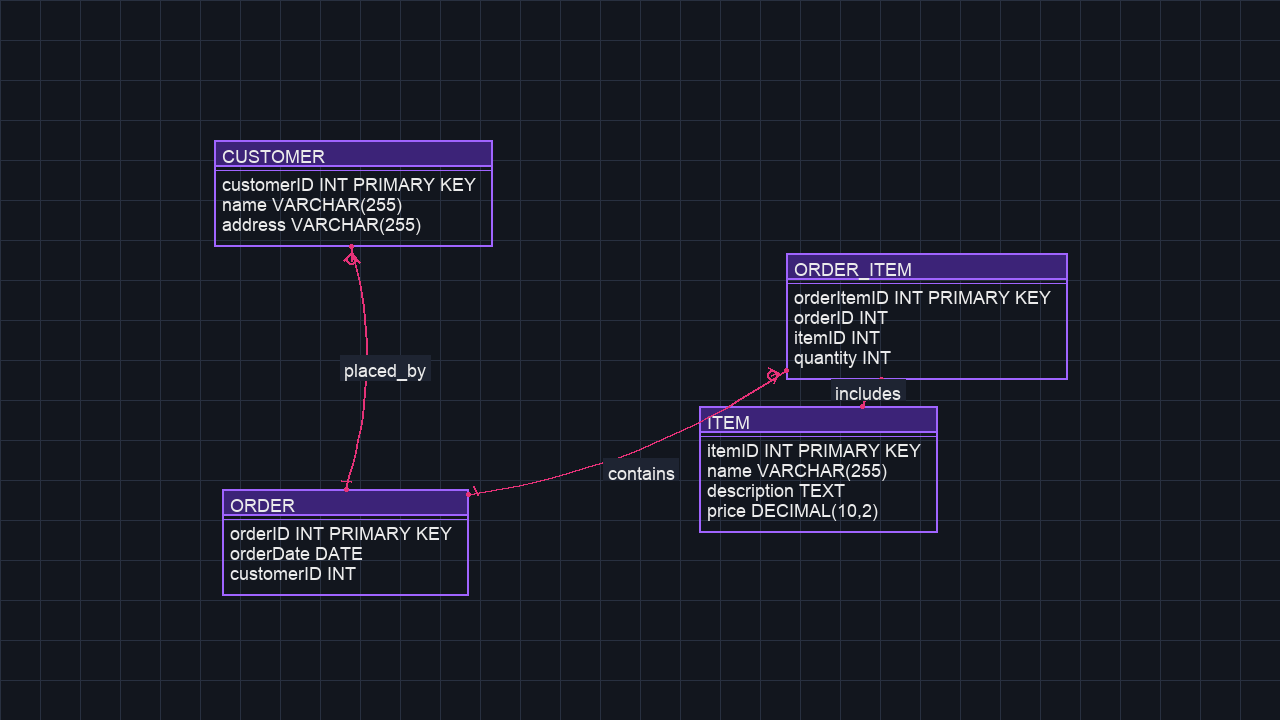 CUSTOMER
customerID INT PRIMARY KEY
name VARCHAR(255)
address VARCHAR(255)
placed_by
ORDER
orderID INT PRIMARY KEY
orderDate DATE
customerID INT
contains
ORDER_ITEM
orderItemID INT PRIMARY KEY
orderID INT
itemID INT
quantity INT
includes
ITEM
itemID INT PRIMARY KEY
name VARCHAR(255)
description TEXT
price DECIMAL(10,2)